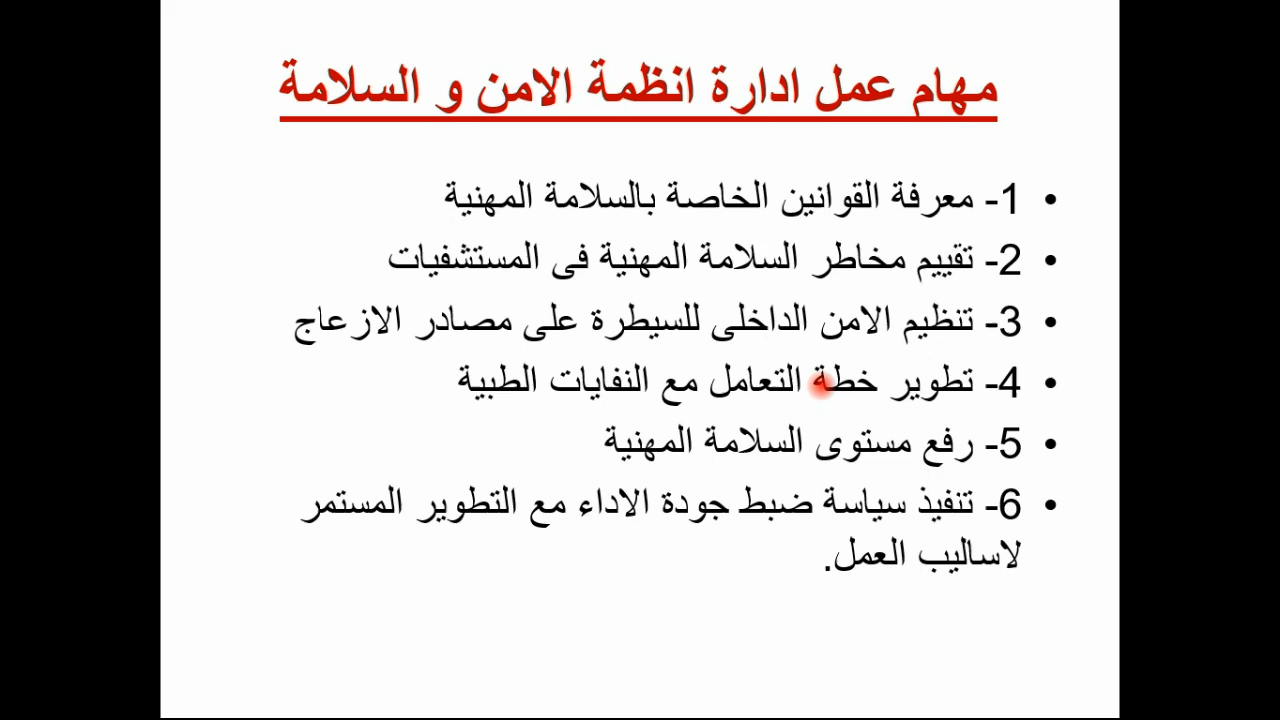 مهام عمل ادارة انظمة الامن و السلامة
• 1- معرفة القوانين الخاصة بالسلامة المهنية
• 2- تقييم مخاطر السلامة المهنية فى المستشفيات
• 3- تنظيم الامن الداخلى للسيطرة على مصادر الازعاج
• 4- تطوير خطة التعامل مع النفايات الطبية
• 5- رفع مستوى السلامة المهنية
• 6- تنفيذ سياسة ضبط جودة الاداء مع التطوير المستمر
لاساليب العمل.